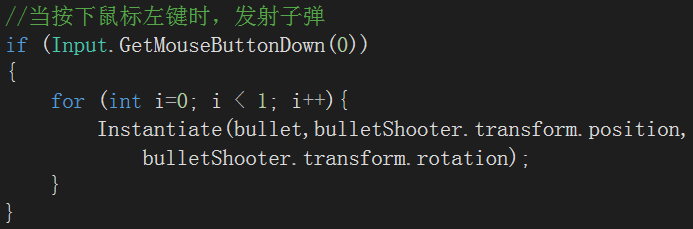 //当按下鼠标左键时，发射子弹
if (Input.GetMouseButtonDown(0))
{
    for (int i=0; i < 1; i++){
        Instantiate(bullet,bulletShooter.transform.position,
            bulletShooter.transform.rotation);
    }
}